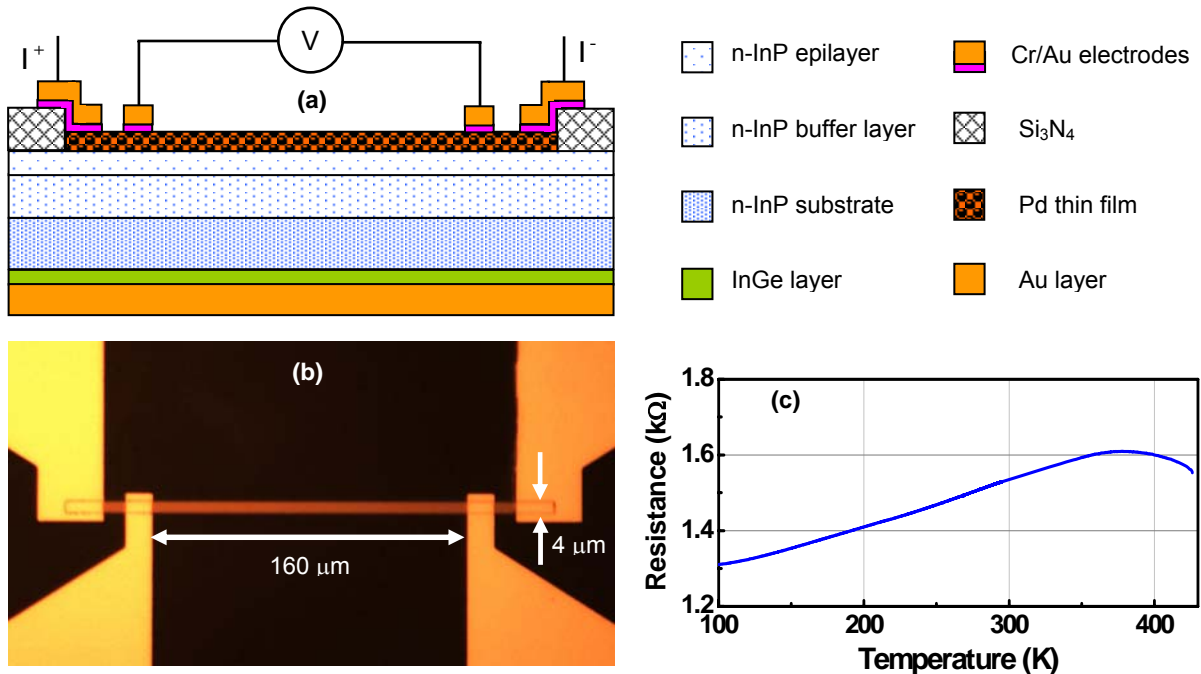 I⁺
V
I⁻
(a)
n-InP epilayer
Cr/Au electrodes
n-InP buffer layer
Si₃N₄
n-InP substrate
Pd thin film
InGe layer
Au layer
(b)
160 μm
4 μm
(c)
Resistance (kΩ)
1.8
1.6
1.4
1.2
100
200
300
400
Temperature (K)